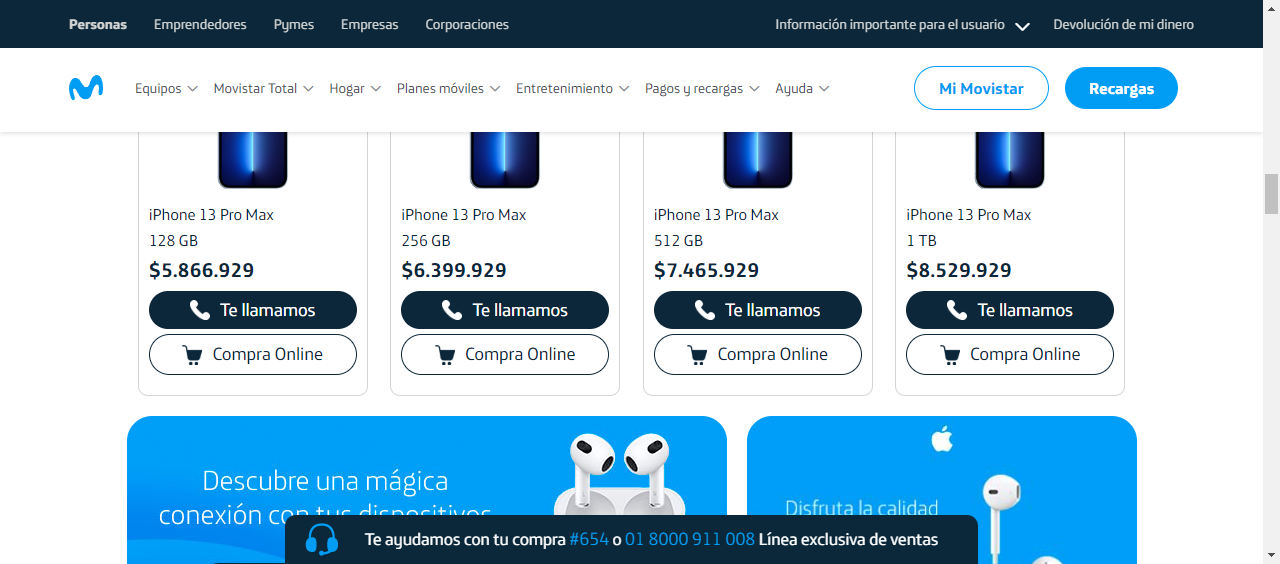 Personas Emprendedores Pymes Empresas Corporaciones Información importante para el usuario Devolución de mi dinero
Equipos Movistar Total Hogar Planes móviles Entretenimiento Pagos y recargas Ayuda Mi Movistar Recargas
iPhone 13 Pro Max
128 GB
$5.866.929
Te llamamos
Compra Online
iPhone 13 Pro Max
256 GB
$6.399.929
Te llamamos
Compra Online
iPhone 13 Pro Max
512 GB
$7.465.929
Te llamamos
Compra Online
iPhone 13 Pro Max
1 TB
$8.529.929
Te llamamos
Compra Online
Descubre una mágica
conexión con tus dispositivos
Disfruta la calidad
Te ayudamos con tu compra #654 o 01 8000 911 008 Línea exclusiva de ventas